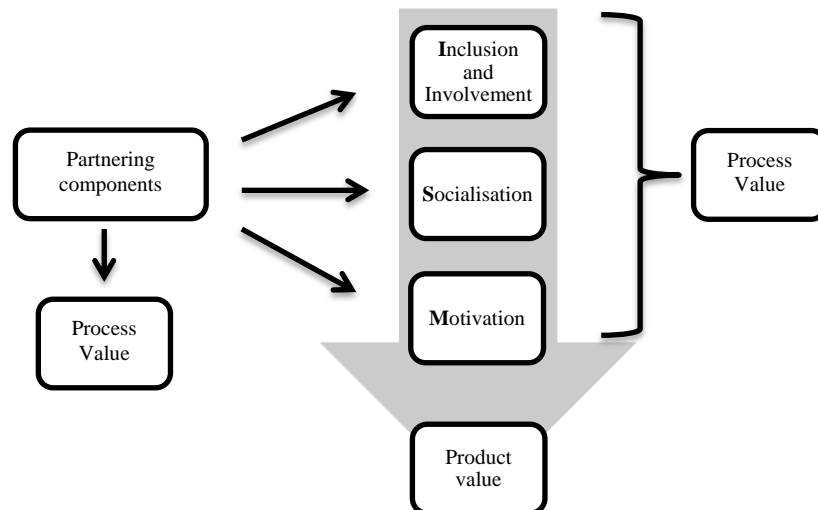 Partnering
components
Process
Value
Inclusion
and
Involvement
Socialisation
Motivation
Product
value
Process
Value